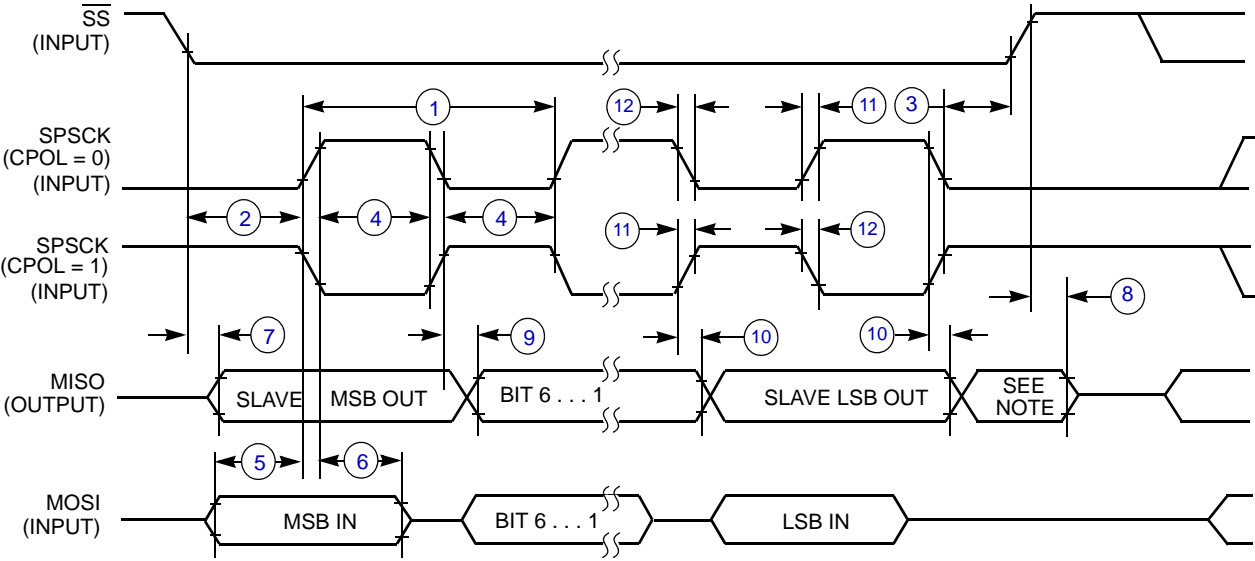 SS
(INPUT)
1
12
11
3
SPSCK
(CPOL = 0)
(INPUT)
2
4
4
11
12
SPSCK
(CPOL = 1)
(INPUT)
8
7
9
10
10
MISO
(OUTPUT)
SLAVE MSB OUT
BIT 6 . . . 1
SLAVE LSB OUT
SEE
NOTE
5
6
MOSI
(INPUT)
MSB IN
BIT 6 . . . 1
LSB IN